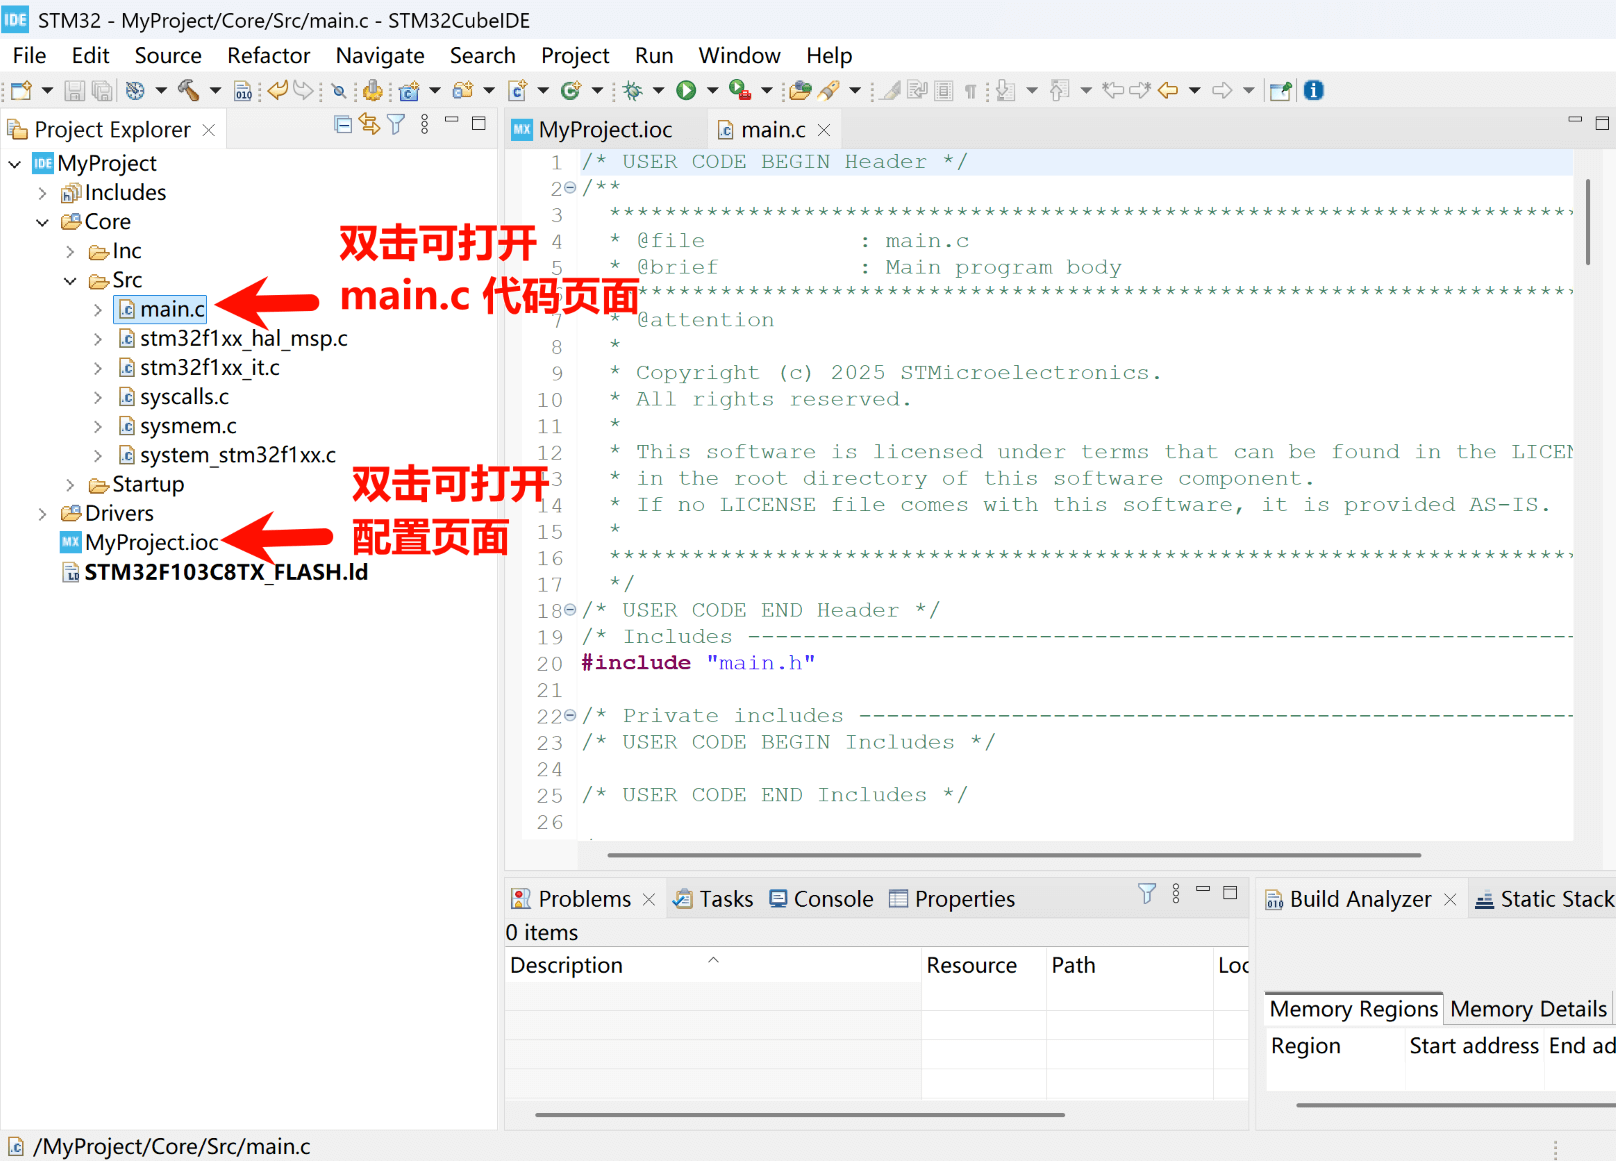 IDE STM32 - MyProject/Core/Src/main.c - STM32CubeIDE
File Edit Source Refactor Navigate Search Project Run Window Help
Project Explorer
MyProject
Includes
Core
Inc
Src
main.c
stm32f1xx_hal_msp.c
stm32f1xx_it.c
syscalls.c
sysmem.c
system_stm32f1xx.c
Startup
Drivers
MyProject.ioc
STM32F103C8TX_FLASH.ld
双击可打开
main.c 代码页面
双击可打开
配置页面
MX MyProject.ioc main.c
1 /* USER CODE BEGIN Header */
2 /**
3 **********************************************************************
4 * @file : main.c
5 * @brief : Main program body
**********************************************************************
7 * @attention
8 *
9 * Copyright (c) 2025 STMicroelectronics.
10 * All rights reserved.
11 *
12 * This software is licensed under terms that can be found in the LICEN
13 * in the root directory of this software component.
14 * If no LICENSE file comes with this software, it is provided AS-IS.
15 *
16 **********************************************************************
17 */
18 /* USER CODE END Header */
19 /* Includes ------------------------------------------------------------
20 #include "main.h"
21
22 /* Private includes ----------------------------------------------------
23 /* USER CODE BEGIN Includes */
24
25 /* USER CODE END Includes */
26
Problems Tasks Console Properties
0 items
Description Resource Path Loc
Build Analyzer Static Stack
Memory Regions Memory Details
Region Start address End ad
/MyProject/Core/Src/main.c